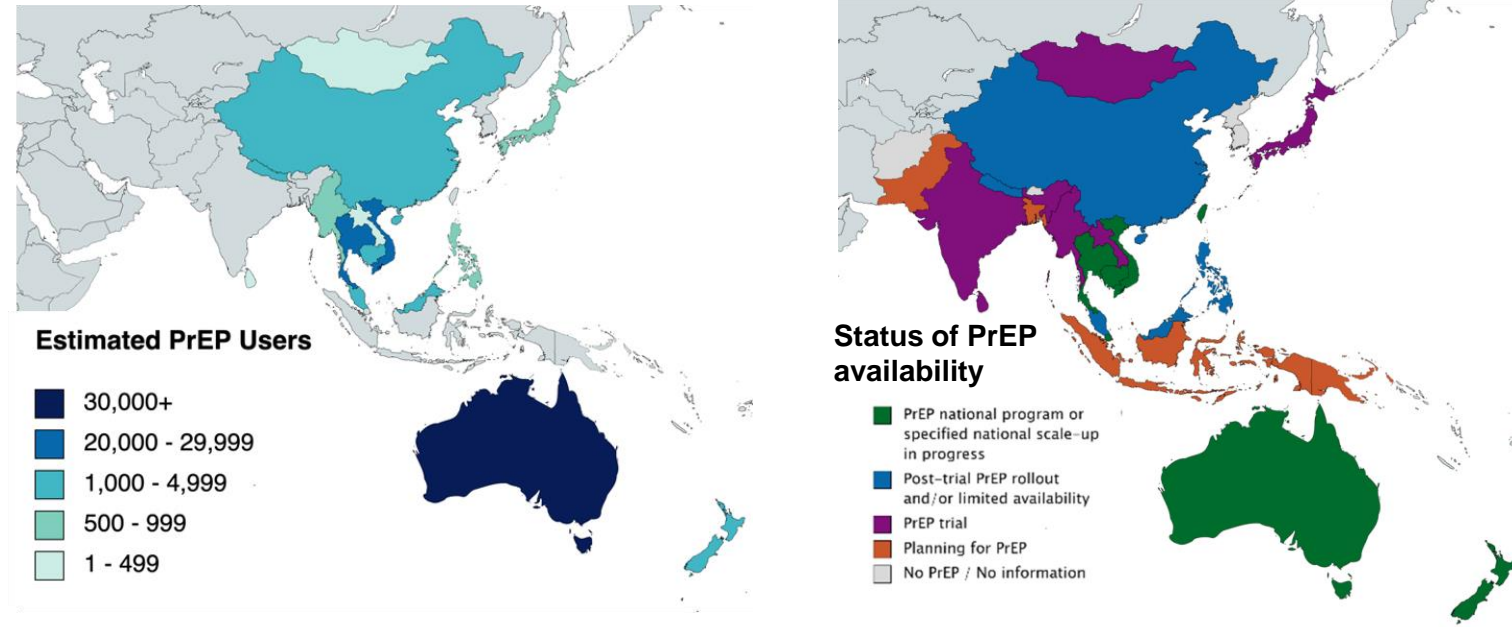 Estimated PrEP Users
30,000+
20,000 - 29,999
1,000 - 4,999
500 - 999
1 - 499
Status of PrEP
availability
PrEP national program or
specified national scale-up
in progress
Post-trial PrEP rollout
and/or limited availability
PrEP trial
Planning for PrEP
No PrEP / No information